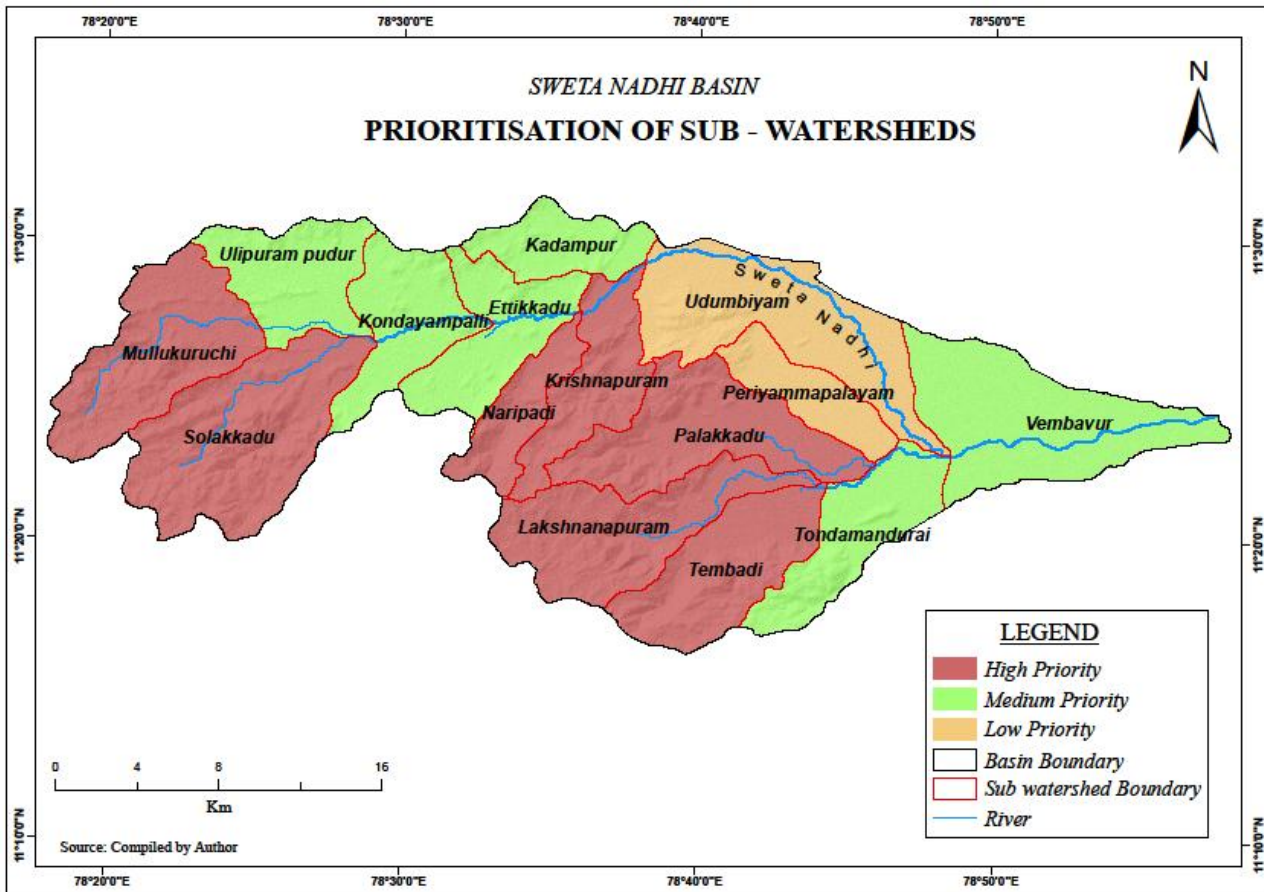 78°20'0"E 78°30'0"E 78°40'0"E 78°50'0"E
SWETA NADHI BASIN
PRIORITISATION OF SUB - WATERSHEDS
N
11°30'0"N
11°30'0"N
Kadampur
Ulipuram pudur
Sweta Nadhi
Udumbiyam
Ettikkadu
Kondayampalli
Mullukuruchi
Krishnapuram
Periyammapalayam
Naripadi
Vembavur
Solakkadu
Palakkadu
Lakshnanapuram
Tondamandurai
Tembadi
11°20'0"N
11°20'0"N
LEGEND
High Priority
Medium Priority
Low Priority
Basin Boundary
Sub watershed Boundary
River
0 4 8 16
Km
Source: Compiled by Author
11°10'0"N
11°10'0"N
78°20'0"E 78°30'0"E 78°40'0"E 78°50'0"E